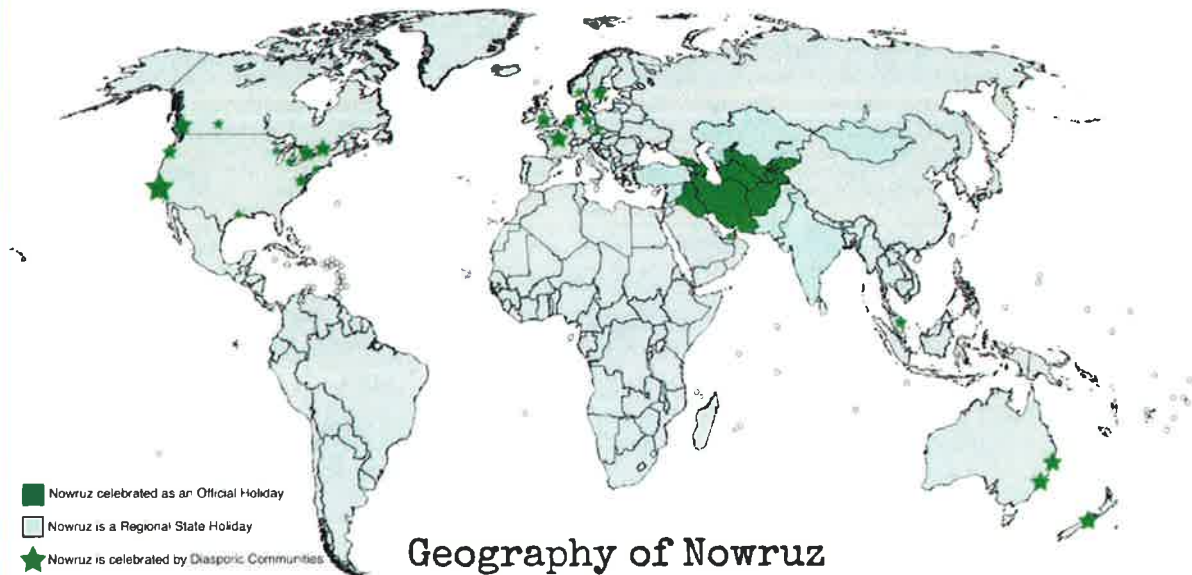 Nowruz celebrated as an Official Holiday
Nowruz is a Regional State Holiday
Nowruz is celebrated by Diasporic Communities
Geography of Nowruz